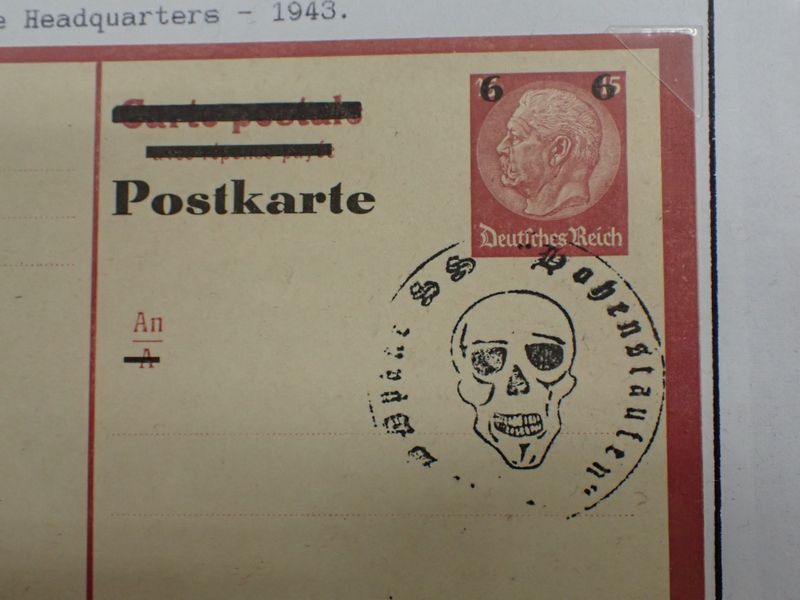 e Headquarters - 1943.
Carte postale
avec réponse payée
Postkarte
6 6
Deutsches Reich
An
A
SS "Hohenstaufen"